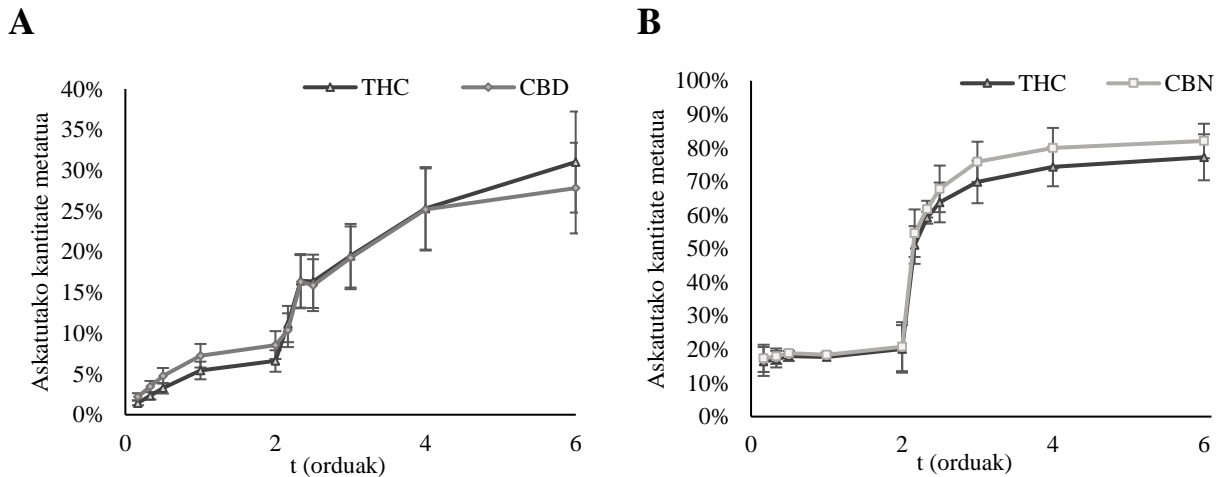 A
THC CBD
Askatutako kantitate metatua
40%
35%
30%
25%
20%
15%
10%
5%
0%
0 2 4 6
t (orduak)
B
THC CBN
Askatutako kantitate metatua
100%
90%
80%
70%
60%
50%
40%
30%
20%
10%
0%
0 2 4 6
t (orduak)